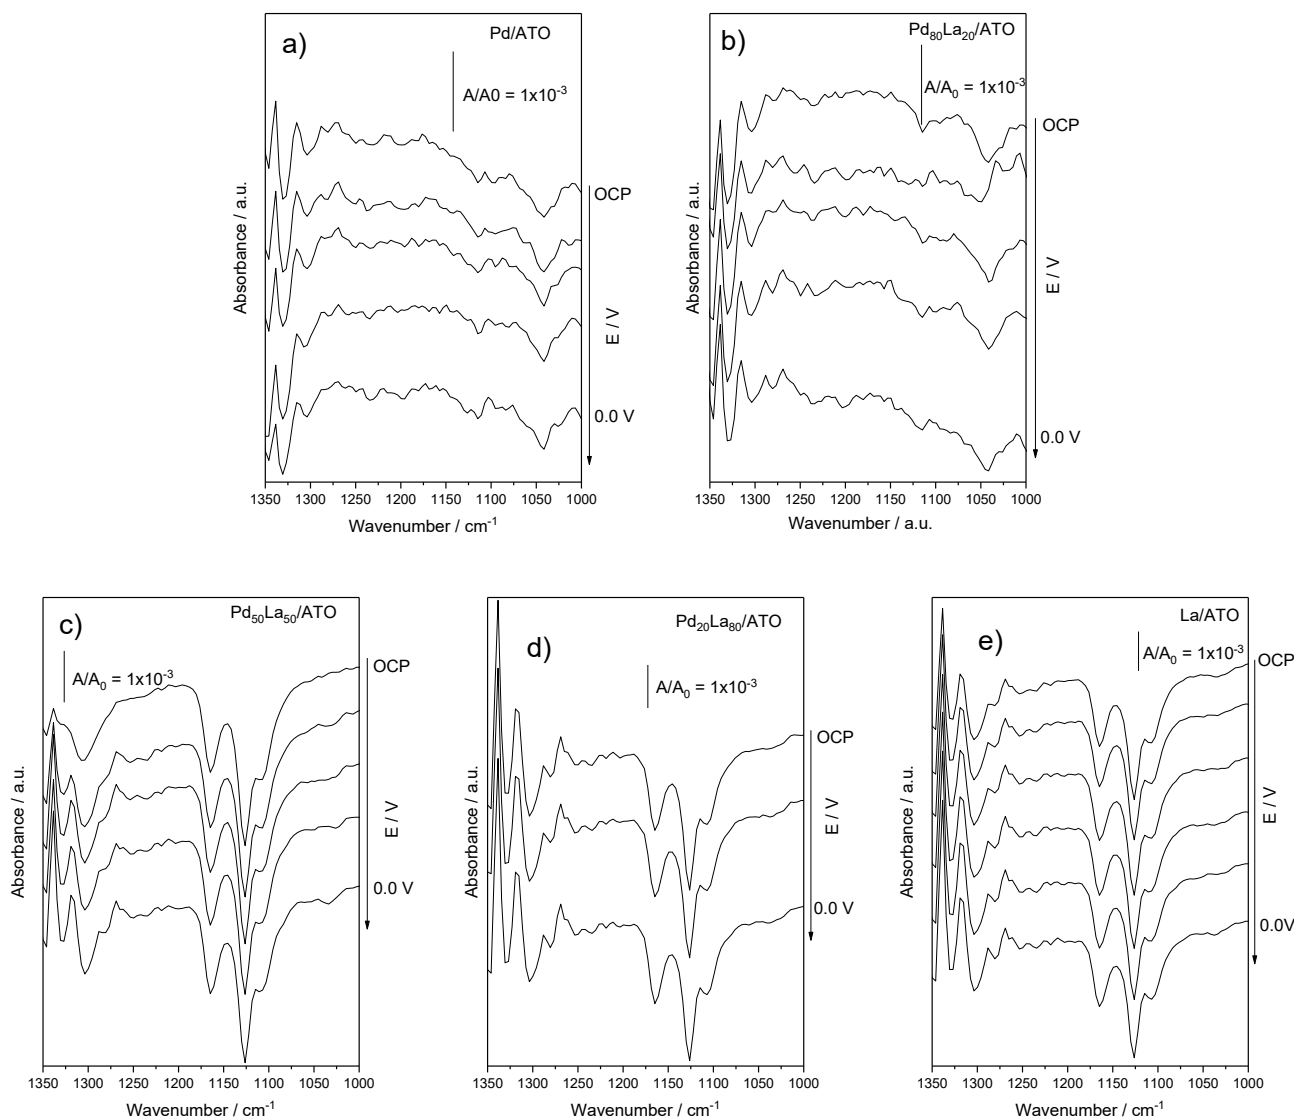 a)
Pd/ATO
A/A0 = 1x10⁻³
OCP
E / V
0.0 V
Absorbance / a.u.
1350 1300 1250 1200 1150 1100 1050 1000
Wavenumber / cm⁻¹
b)
Pd₈₀La₂₀/ATO
A/A₀ = 1x10⁻³
OCP
E / V
0.0 V
Absorbance / a.u.
1350 1300 1250 1200 1150 1100 1050 1000
Wavenumber / a.u.
c)
Pd₅₀La₅₀/ATO
A/A₀ = 1x10⁻³
OCP
E / V
0.0 V
Absorbance / a.u.
1350 1300 1250 1200 1150 1100 1050 1000
Wavenumber / cm⁻¹
d)
Pd₂₀La₈₀/ATO
A/A₀ = 1x10⁻³
OCP
E / V
0.0 V
Absorbance / a.u.
1350 1300 1250 1200 1150 1100 1050 1000
Wavenumber / cm⁻¹
e)
La/ATO
A/A₀ = 1x10⁻³
OCP
E / V
0.0V
Absorbance / a.u.
1350 1300 1250 1200 1150 1100 1050 1000
Wavenumber / cm⁻¹